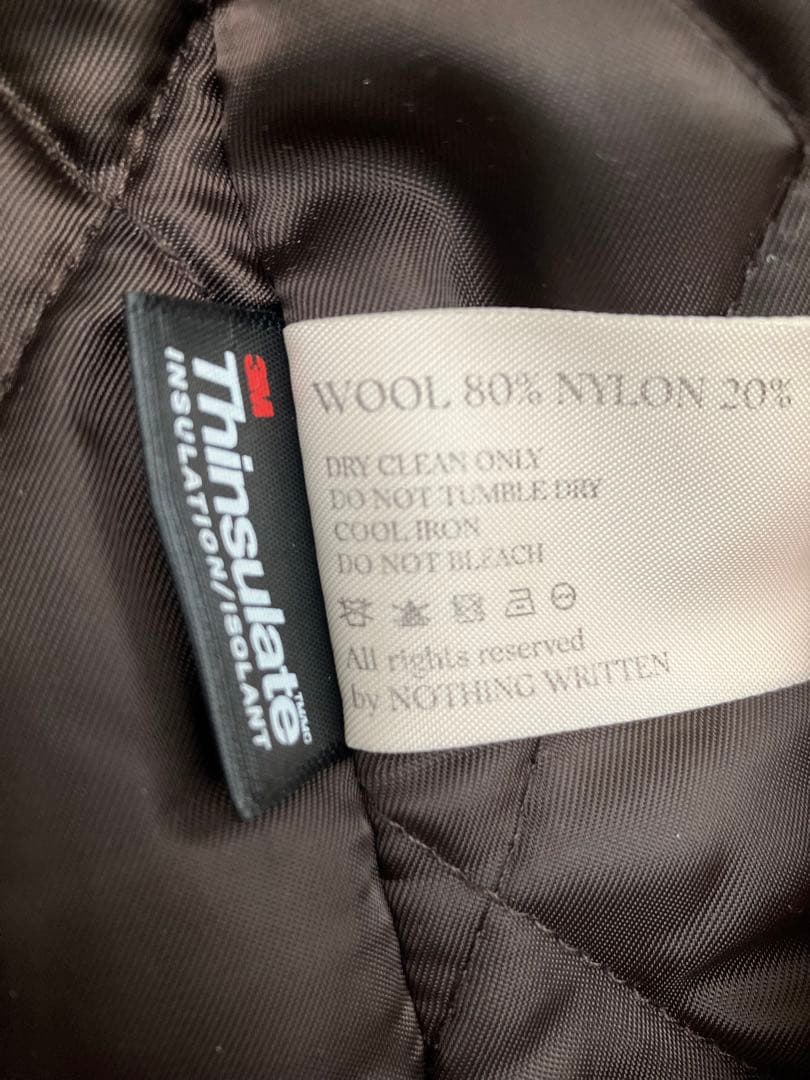 3M
Thinsulate TM/MC
INSULATION/ISOLANT
WOOL 80% NYLON 20%
DRY CLEAN ONLY
DO NOT TUMBLE DRY
COOL IRON
DO NOT BLEACH
All rights reserved
by NOTHING WRITTEN